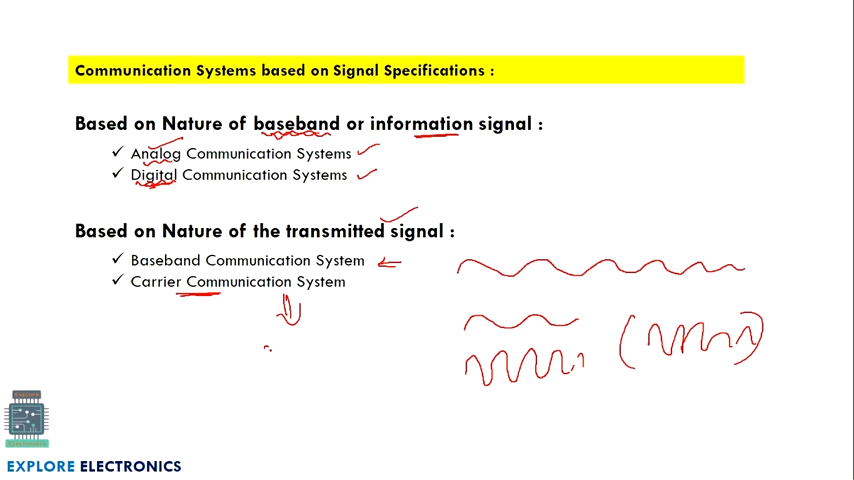 Communication Systems based on Signal Specifications :
Based on Nature of baseband or information signal :
✓ Analog Communication Systems
✓ Digital Communication Systems
Based on Nature of the transmitted signal :
✓ Baseband Communication System
✓ Carrier Communication System
EXPLORE ELECTRONICS